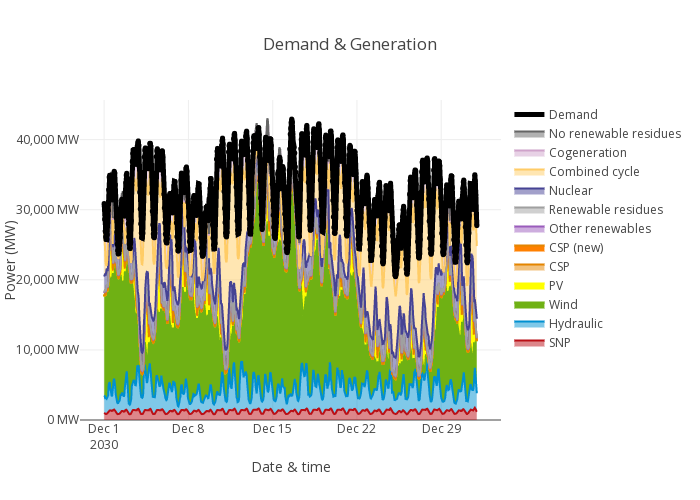 Demand & Generation
Power (MW)
40,000 MW
30,000 MW
20,000 MW
10,000 MW
0 MW
Dec 1
2030
Dec 8
Dec 15
Dec 22
Dec 29
Date & time
Demand
No renewable residues
Cogeneration
Combined cycle
Nuclear
Renewable residues
Other renewables
CSP (new)
CSP
PV
Wind
Hydraulic
SNP